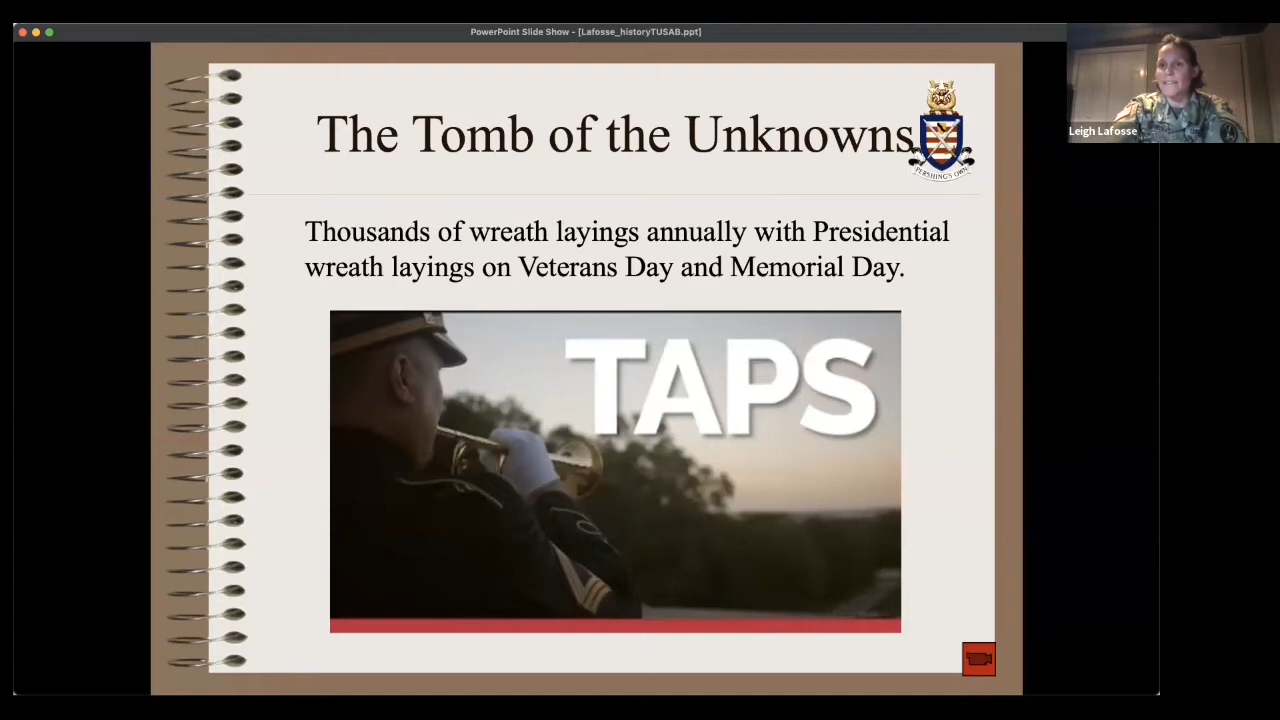 PowerPoint Slide Show - [Lafosse_historyTUSAB.ppt]
Leigh Lafosse
The Tomb of the Unknowns
PERSHING'S OWN
Thousands of wreath layings annually with Presidential
wreath layings on Veterans Day and Memorial Day.
TAPS